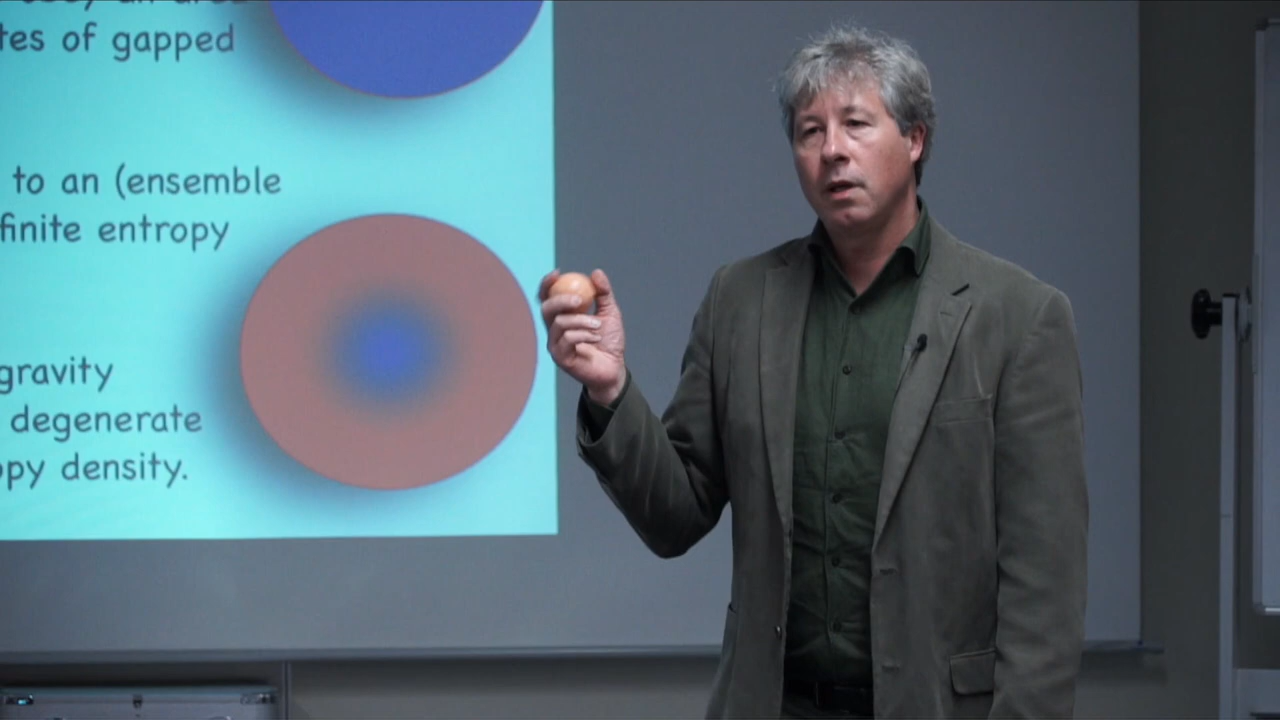 tes of gapped
to an (ensemble
finite entropy
gravity
degenerate
opy density.